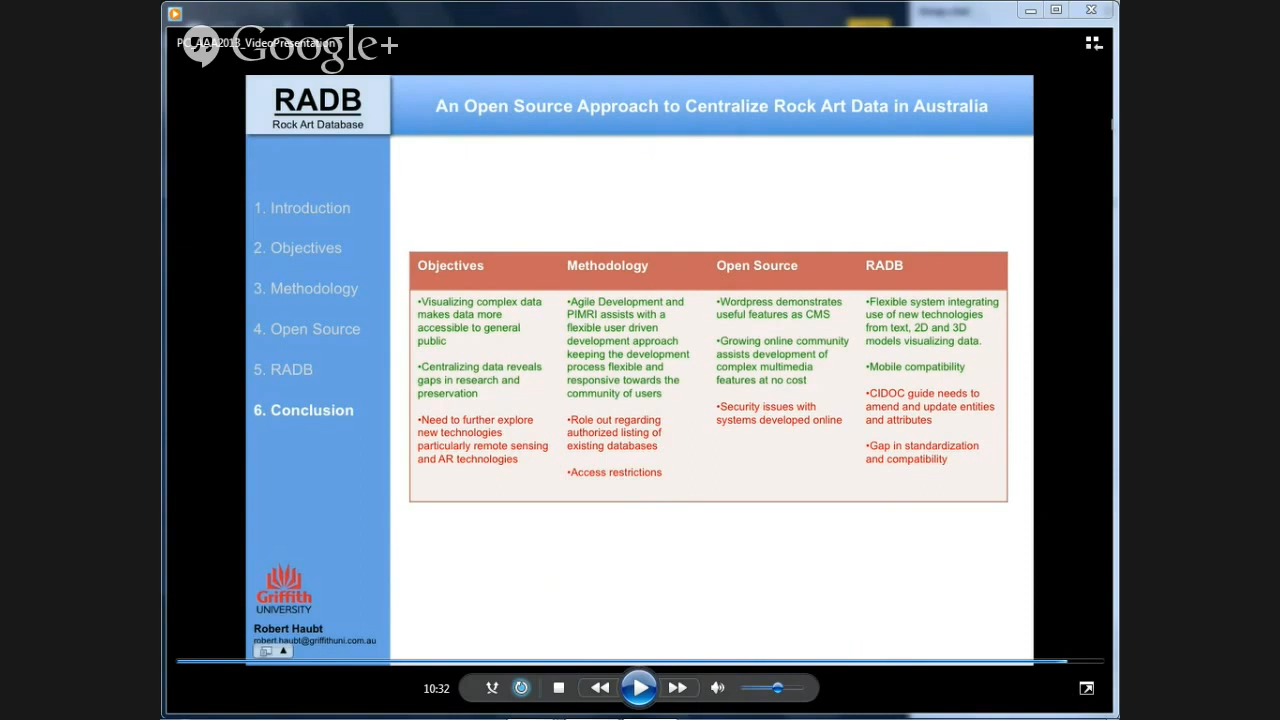 PC_AAA2013_VideoPresentation
Google+
RADB
Rock Art Database
An Open Source Approach to Centralize Rock Art Data in Australia
1. Introduction
2. Objectives
3. Methodology
4. Open Source
5. RADB
6. Conclusion
Objectives
•Visualizing complex data
makes data more
accessible to general
public
•Centralizing data reveals
gaps in research and
preservation
•Need to further explore
new technologies
particularly remote sensing
and AR technologies
Methodology
•Agile Development and
PIMRI assists with a
flexible user driven
development approach
keeping the development
process flexible and
responsive towards the
community of users
•Role out regarding
authorized listing of
existing databases
•Access restrictions
Open Source
•Wordpress demonstrates
useful features as CMS
•Growing online community
assists development of
complex multimedia
features at no cost
•Security issues with
systems developed online
RADB
•Flexible system integrating
use of new technologies
from text, 2D and 3D
models visualizing data.
•Mobile compatibility
•CIDOC guide needs to
amend and update entities
and attributes
•Gap in standardization
and compatibility
Griffith
UNIVERSITY
Robert Haubt
robert.haubt@griffithuni.com.au
10:32